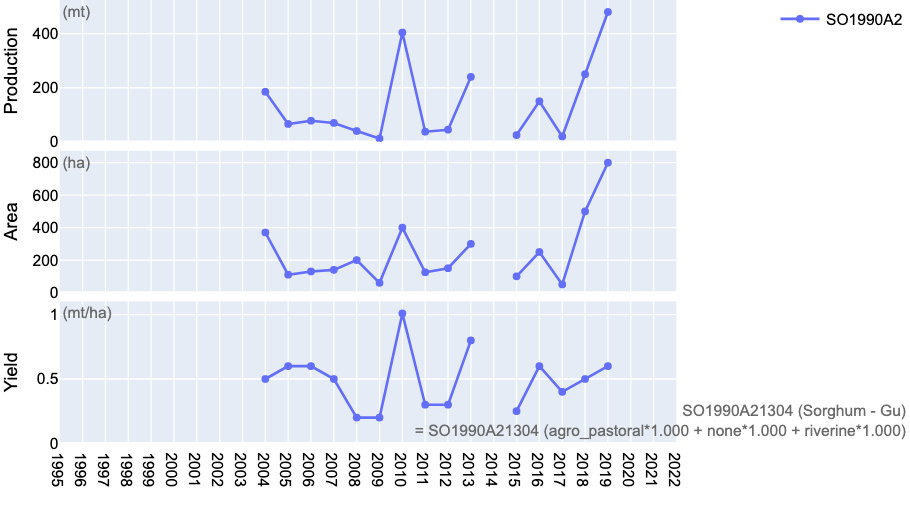 (mt)
SO1990A2
Production
400
200
0
(ha)
Area
800
600
400
200
0
(mt/ha)
Yield
1
0.5
0
SO1990A21304 (Sorghum - Gu)
= SO1990A21304 (agro_pastoral*1.000 + none*1.000 + riverine*1.000)
1995 1996 1997 1998 1999 2000 2001 2002 2003 2004 2005 2006 2007 2008 2009 2010 2011 2012 2013 2014 2015 2016 2017 2018 2019 2020 2021 2022